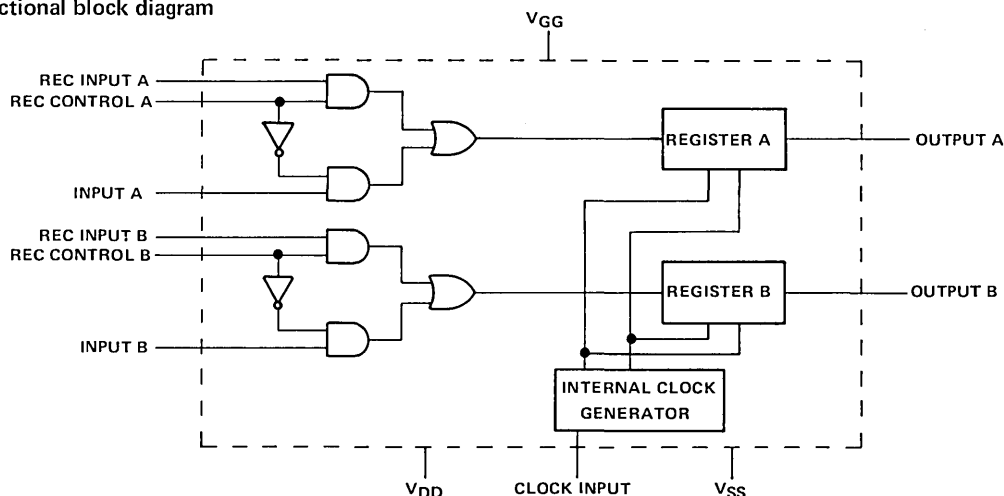 ctional block diagram
VGG
REC INPUT A
REC CONTROL A
INPUT A
REGISTER A
OUTPUT A
REC INPUT B
REC CONTROL B
INPUT B
REGISTER B
OUTPUT B
INTERNAL CLOCK
GENERATOR
VDD
CLOCK INPUT
VSS